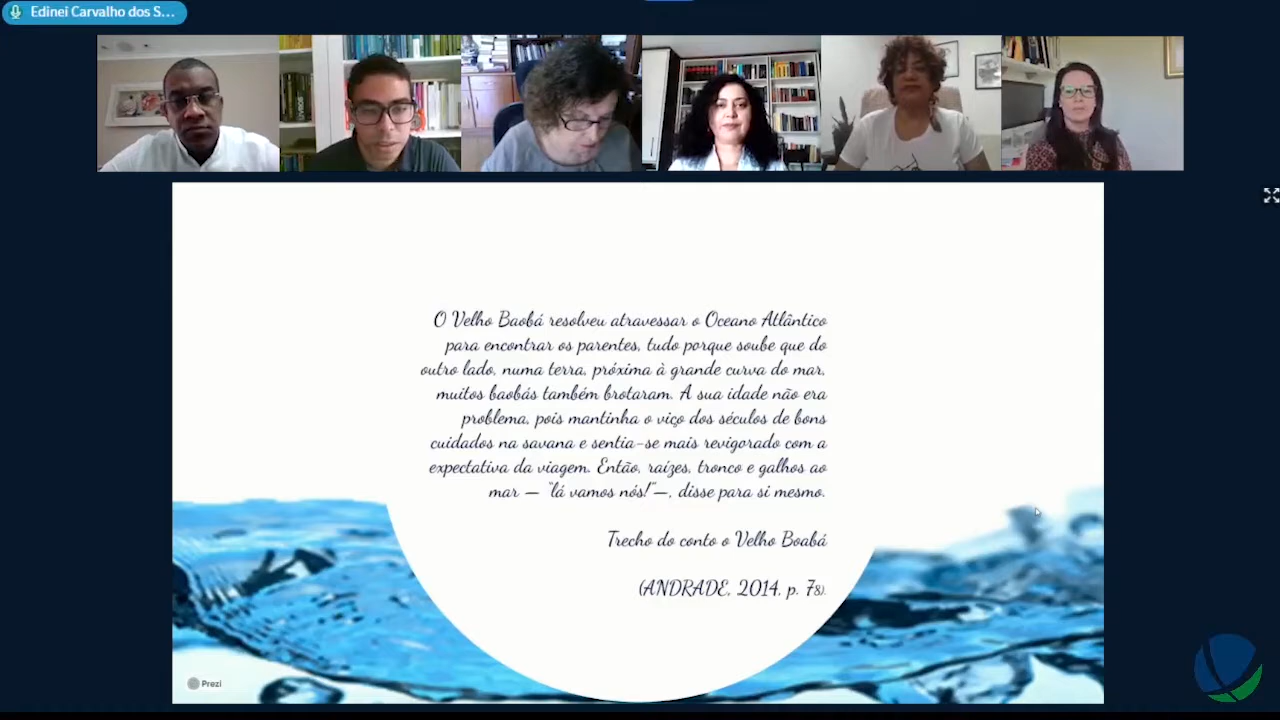 Edinei Carvalho dos S...
O Velho Baobá resolveu atravessar o Oceano Atlântico
para encontrar os parentes, tudo porque soube que do
outro lado, numa terra, próxima à grande curva do mar,
muitos baobás também brotaram. A sua idade não era
problema, pois mantinha o viço dos séculos de bons
cuidados na savana e sentia-se mais revigorado com a
expectativa da viagem. Então, raízes, tronco e galhos ao
mar — "lá vamos nós!"—, disse para si mesmo.
Trecho do conto o Velho Boabá
(ANDRADE, 2014. p. 78).
Prezi